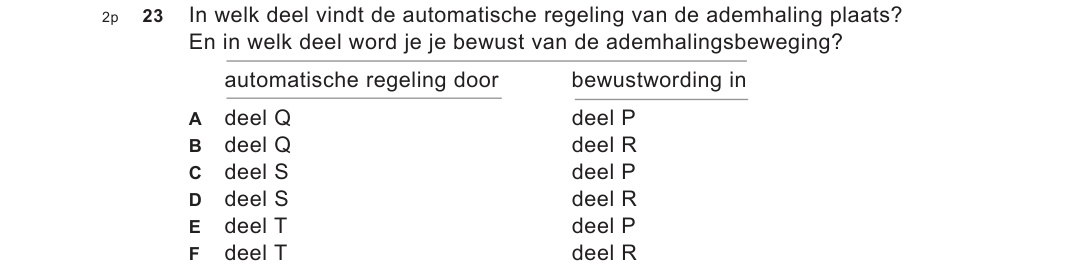 2p 23 In welk deel vindt de automatische regeling van de ademhaling plaats?
En in welk deel word je je bewust van de ademhalingsbeweging?
automatische regeling door bewustwording in
A deel Q deel P
B deel Q deel R
C deel S deel P
D deel S deel R
E deel T deel P
F deel T deel R